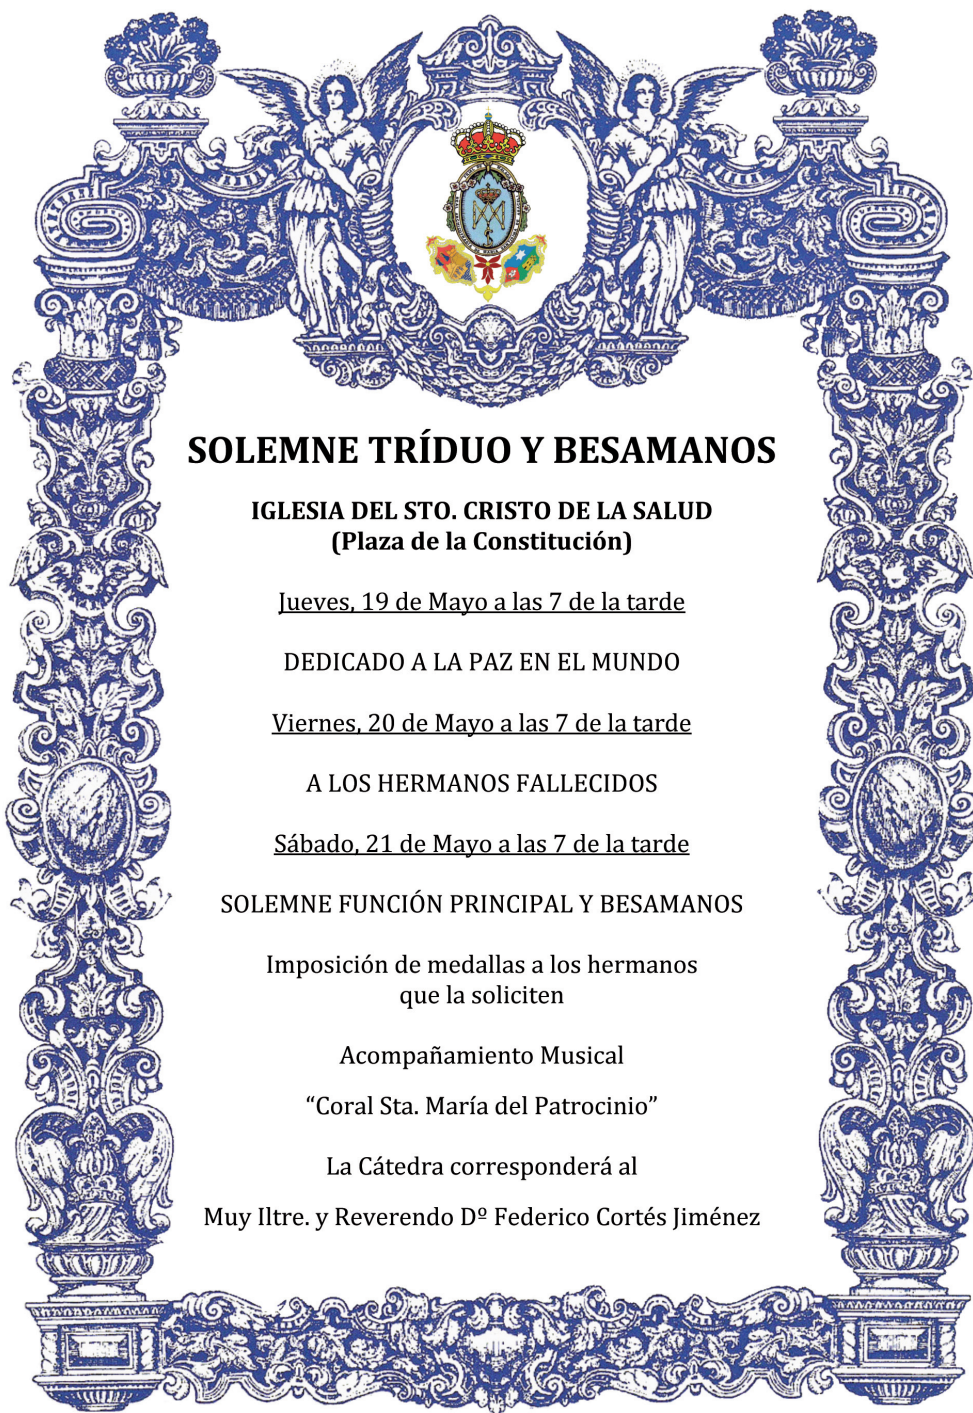 SOLEMNE TRÍDUO Y BESAMANOS
IGLESIA DEL STO. CRISTO DE LA SALUD
(Plaza de la Constitución)
Jueves, 19 de Mayo a las 7 de la tarde
DEDICADO A LA PAZ EN EL MUNDO
Viernes, 20 de Mayo a las 7 de la tarde
A LOS HERMANOS FALLECIDOS
Sábado, 21 de Mayo a las 7 de la tarde
SOLEMNE FUNCIÓN PRINCIPAL Y BESAMANOS
Imposición de medallas a los hermanos
que la soliciten
Acompañamiento Musical
“Coral Sta. María del Patrocinio”
La Cátedra corresponderá al
Muy Iltre. y Reverendo Dº Federico Cortés Jiménez